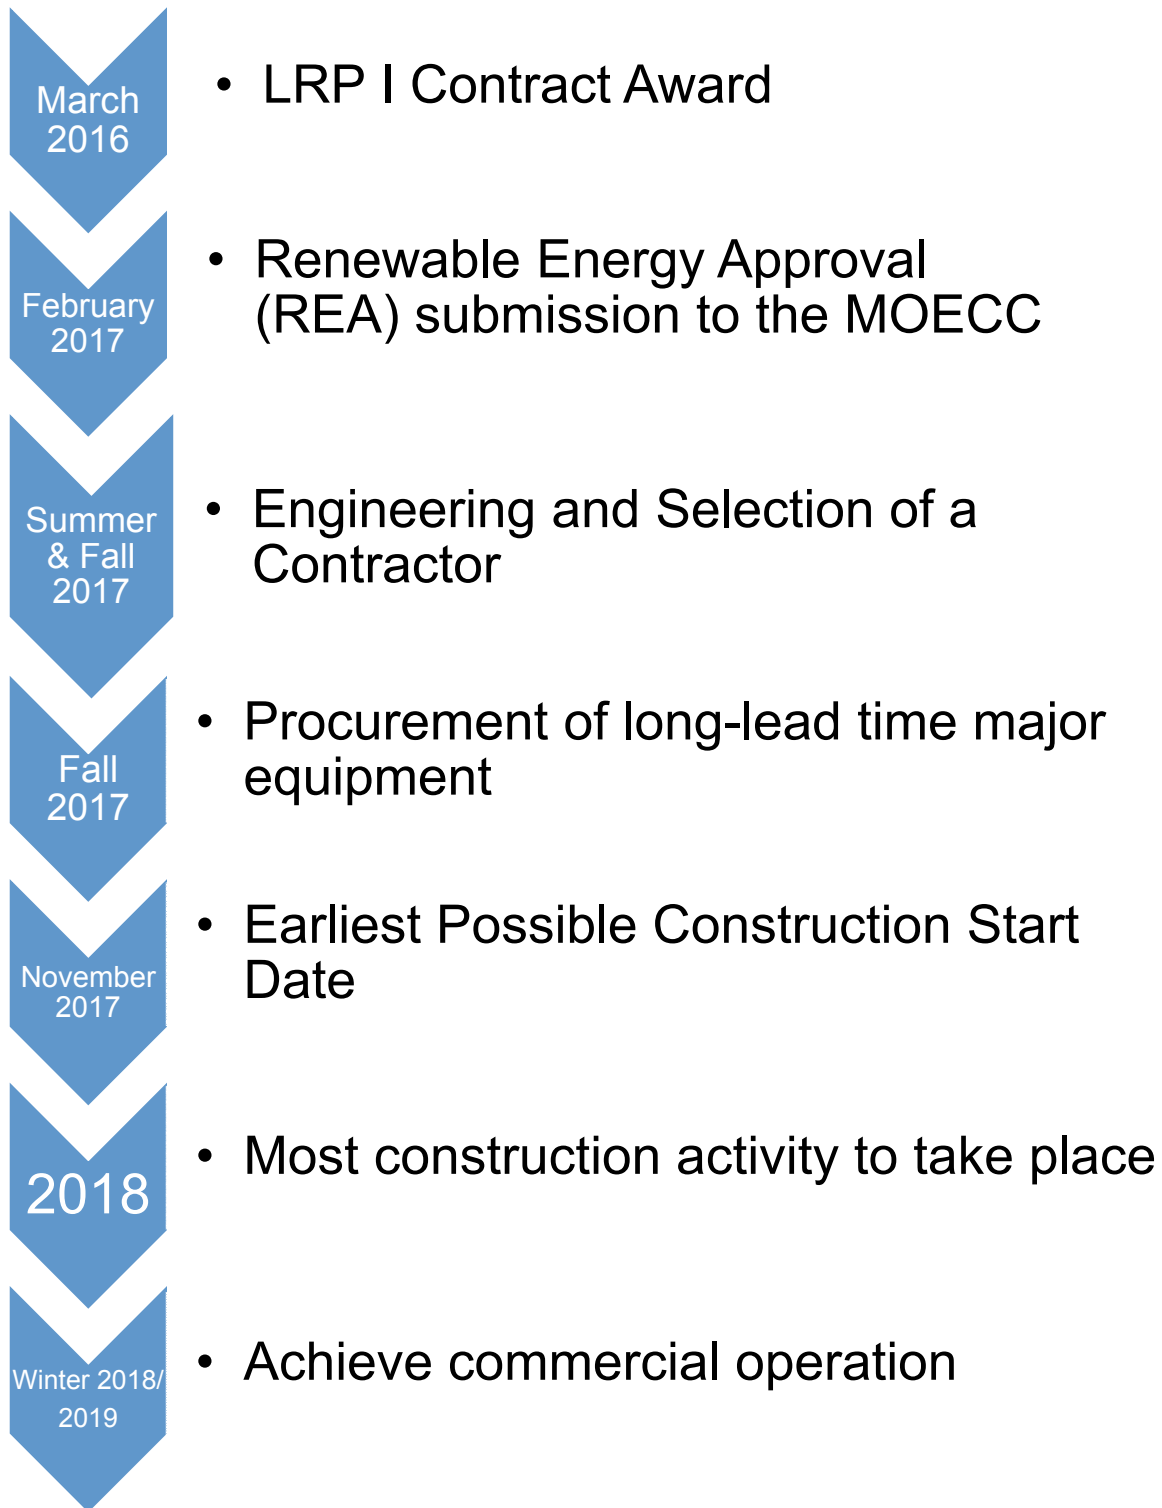 March
2016
• LRP I Contract Award
February
2017
• Renewable Energy Approval
(REA) submission to the MOECC
Summer
& Fall
2017
• Engineering and Selection of a
Contractor
Fall
2017
• Procurement of long-lead time major
equipment
November
2017
• Earliest Possible Construction Start
Date
2018
• Most construction activity to take place
Winter 2018/
2019
• Achieve commercial operation